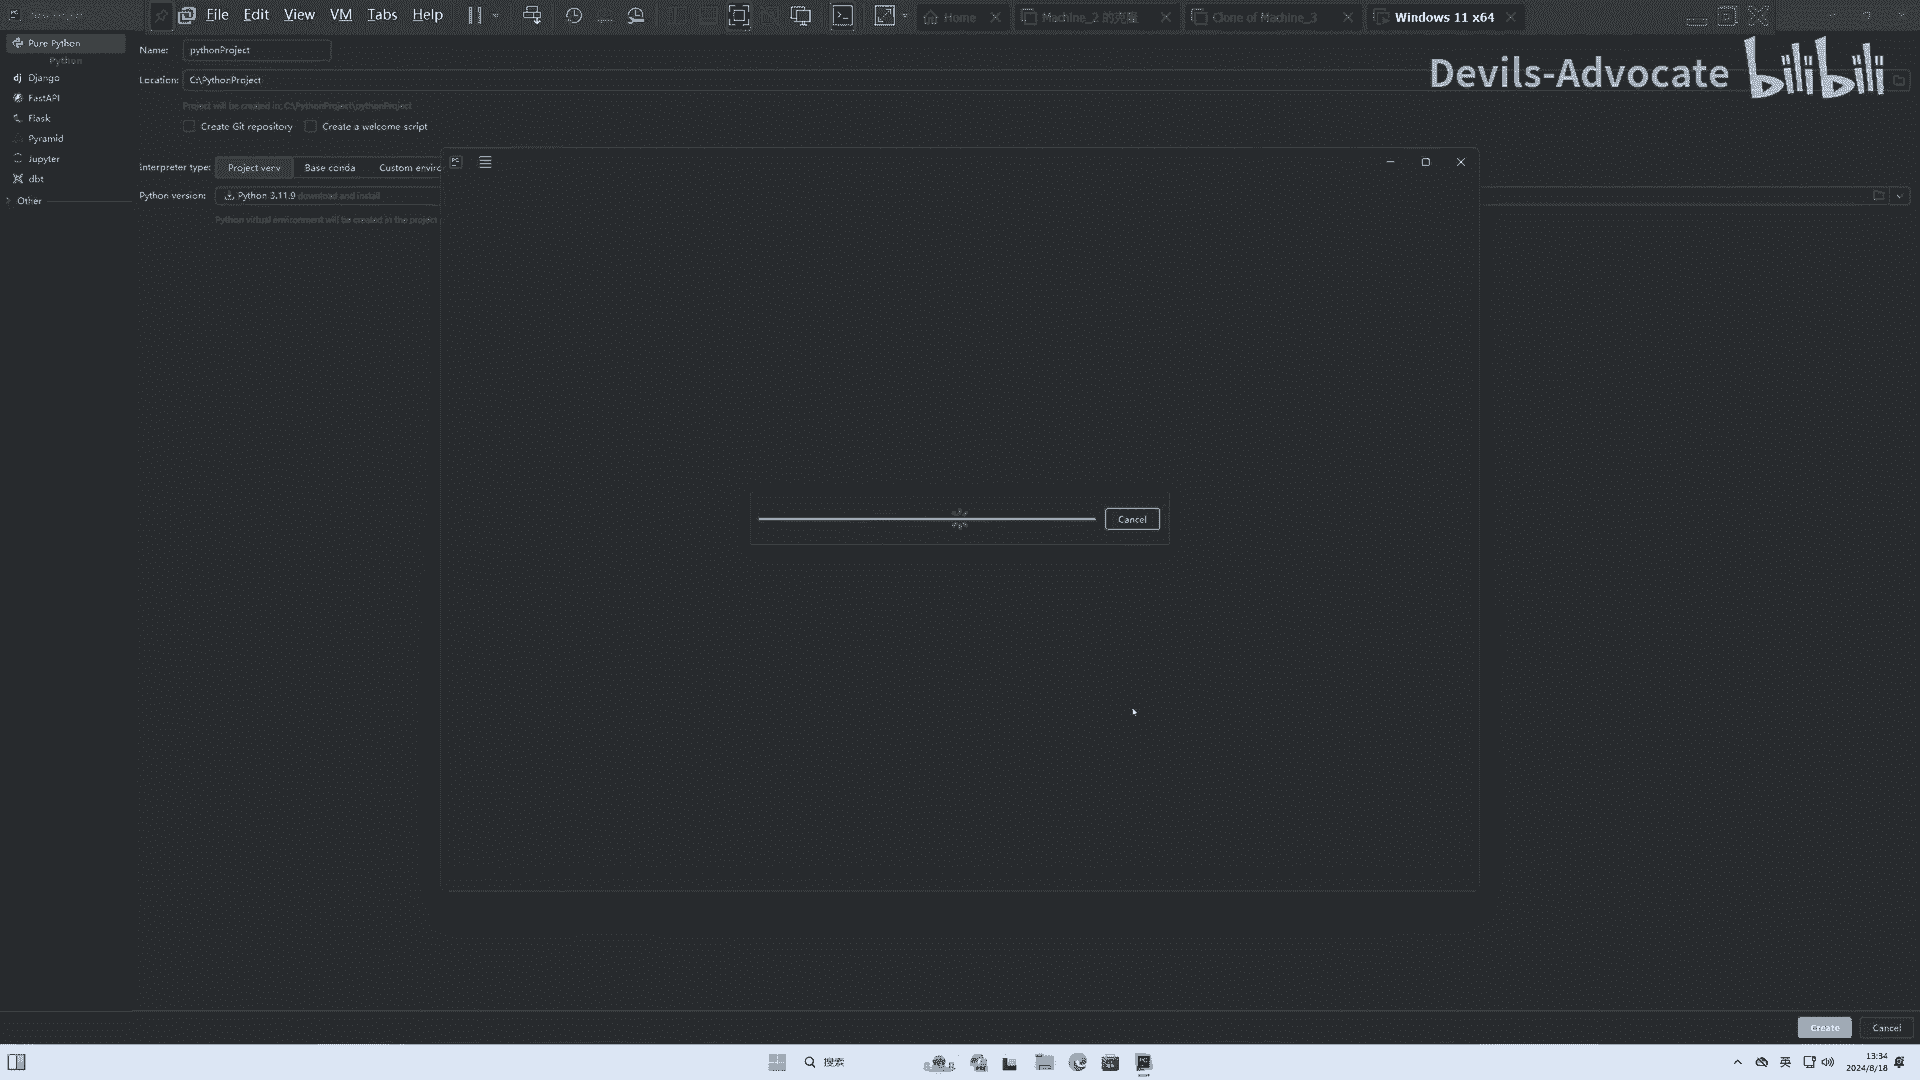 File Edit View VM Tabs Help
Home
Machine_2 的克隆
Clone of Machine_3
Windows 11 x64
Devils-Advocate bilibili
Pure Python
Python
Django
FastAPI
Flask
Pyramid
Jupyter
dbt
Other
Name: pythonProject
Location: C:\PythonProject
Project will be created in: C:\PythonProject\pythonProject
Create Git repository Create a welcome script
Interpreter type: Project venv Base conda Custom enviro
Python version: Python 3.11.9 download and install
Python virtual environment will be created in the project
Cancel
Create Cancel
搜索
英
13:34
2024/8/18